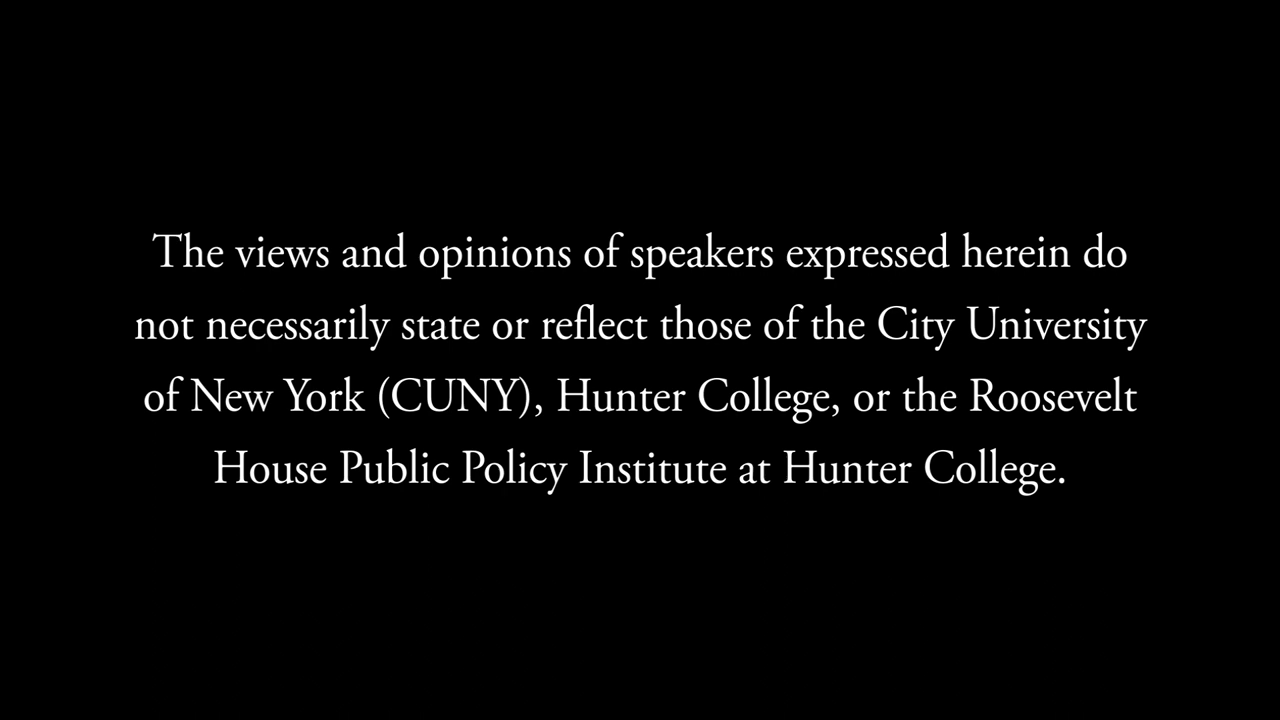 The views and opinions of speakers expressed herein do
not necessarily state or reflect those of the City University
of New York (CUNY), Hunter College, or the Roosevelt
House Public Policy Institute at Hunter College.